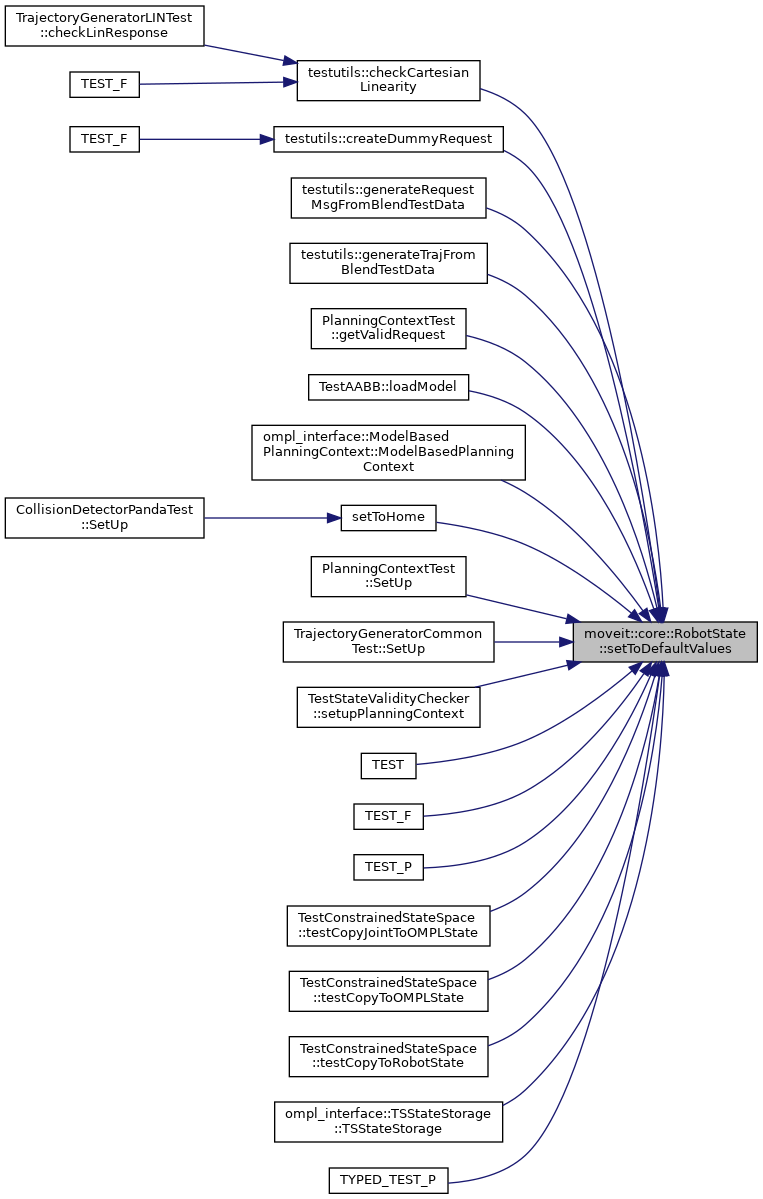 TrajectoryGeneratorLINTest
::checkLinResponse
testutils::checkCartesian
Linearity
TEST_F
TEST_F
testutils::createDummyRequest
testutils::generateRequest
MsgFromBlendTestData
testutils::generateTrajFrom
BlendTestData
PlanningContextTest
::getValidRequest
TestAABB::loadModel
ompl_interface::ModelBased
PlanningContext::ModelBasedPlanning
Context
CollisionDetectorPandaTest
::SetUp
setToHome
PlanningContextTest
::SetUp
TrajectoryGeneratorCommon
Test::SetUp
moveit::core::RobotState
::setToDefaultValues
TestStateValidityChecker
::setupPlanningContext
TEST
TEST_F
TEST_P
TestConstrainedStateSpace
::testCopyJointToOMPLState
TestConstrainedStateSpace
::testCopyToOMPLState
TestConstrainedStateSpace
::testCopyToRobotState
ompl_interface::TSStateStorage
::TSStateStorage
TYPED_TEST_P